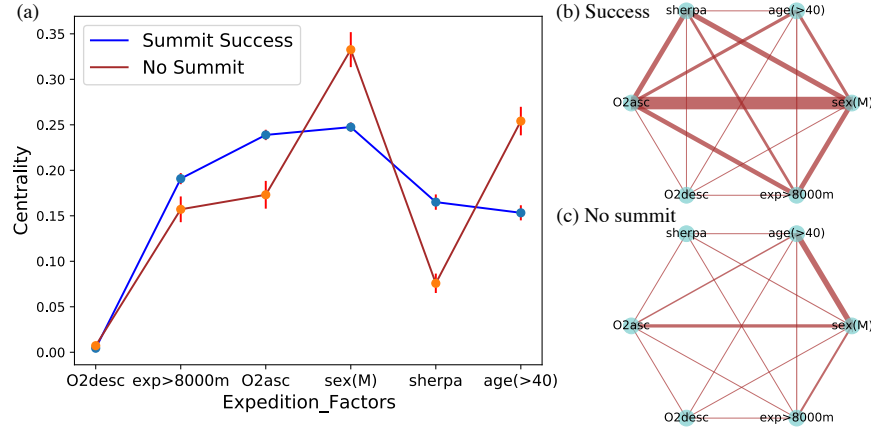 (a)
Summit Success
No Summit
Centrality
0.35
0.30
0.25
0.20
0.15
0.10
0.05
0.00
O2desc exp>8000m O2asc sex(M) sherpa age(>40)
Expedition_Factors
(b) Success
sherpa age(>40)
O2asc sex(M)
O2desc exp>8000m
(c) No summit
sherpa age(>40)
O2asc sex(M)
O2desc exp>8000m